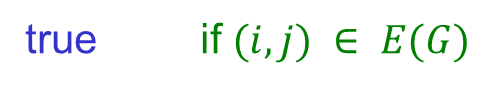 true if (i,j) ∈ E(G)